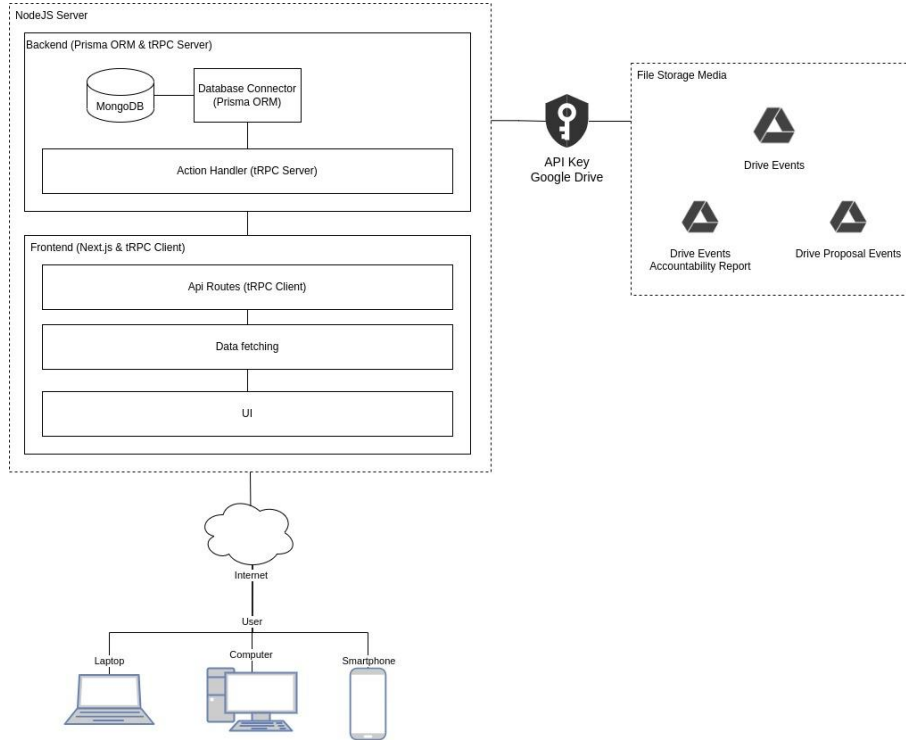 NodeJS Server
Backend (Prisma ORM & tRPC Server)
MongoDB
Database Connector
(Prisma ORM)
Action Handler (tRPC Server)
Frontend (Next.js & tRPC Client)
Api Routes (tRPC Client)
Data fetching
UI
API Key
Google Drive
File Storage Media
Drive Events
Drive Events
Accountability Report
Drive Proposal Events
Internet
User
Laptop
Computer
Smartphone